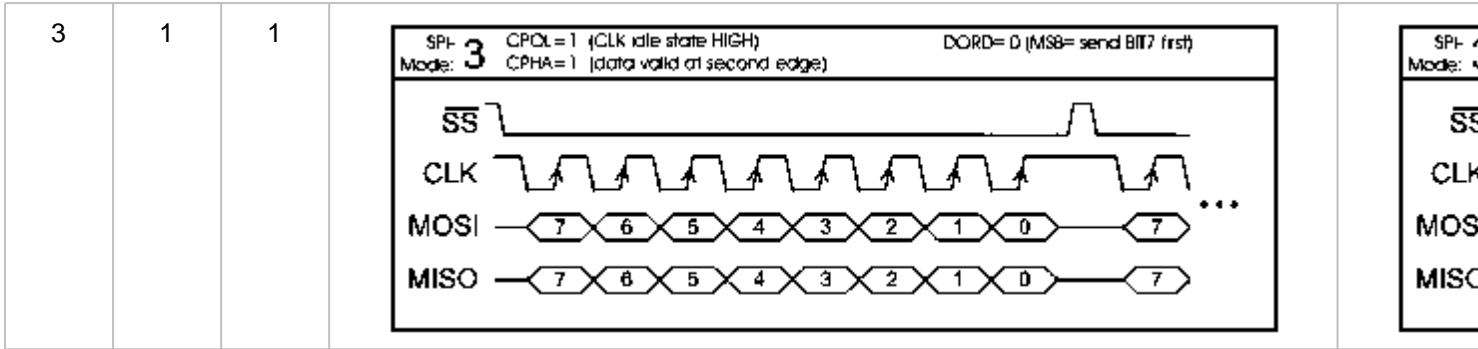 3 1 1
SPI- 3 CPOL=1 (CLK idle state HIGH) DORD= 0 (MSB= send BIT7 first)
Mode: CPHA=1 (data valid at second edge)
SS
CLK
MOSI 7 6 5 4 3 2 1 0 7
MISO 7 6 5 4 3 2 1 0 7
SPI-
Mode:
SS
CLK
MOS
MISO